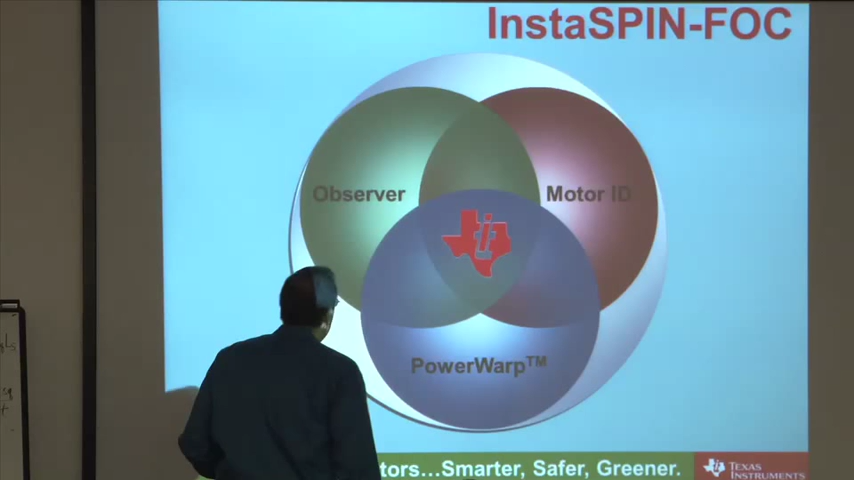 InstaSPIN-FOC
Observer
Motor ID
PowerWarp™
tors...Smarter, Safer, Greener.
TEXAS
INSTRUMENTS